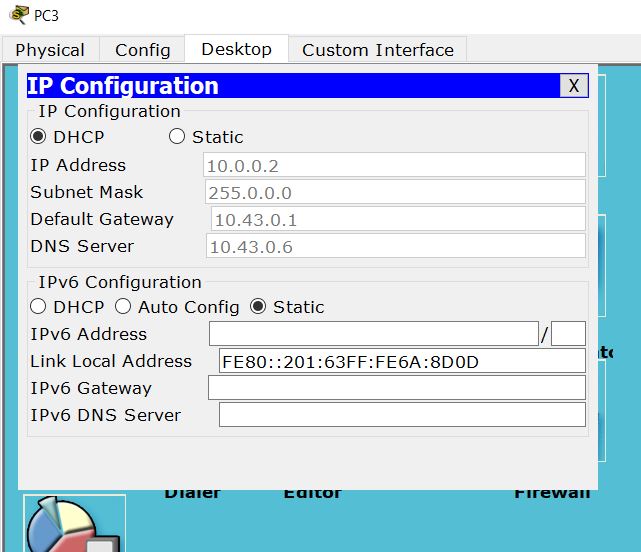 PC3
Physical Config Desktop Custom Interface
IP Configuration X
IP Configuration
DHCP Static
IP Address 10.0.0.2
Subnet Mask 255.0.0.0
Default Gateway 10.43.0.1
DNS Server 10.43.0.6
IPv6 Configuration
DHCP Auto Config Static
IPv6 Address /
Link Local Address FE80::201:63FF:FE6A:8D0D
IPv6 Gateway
IPv6 DNS Server
Dialer Editor Firewall